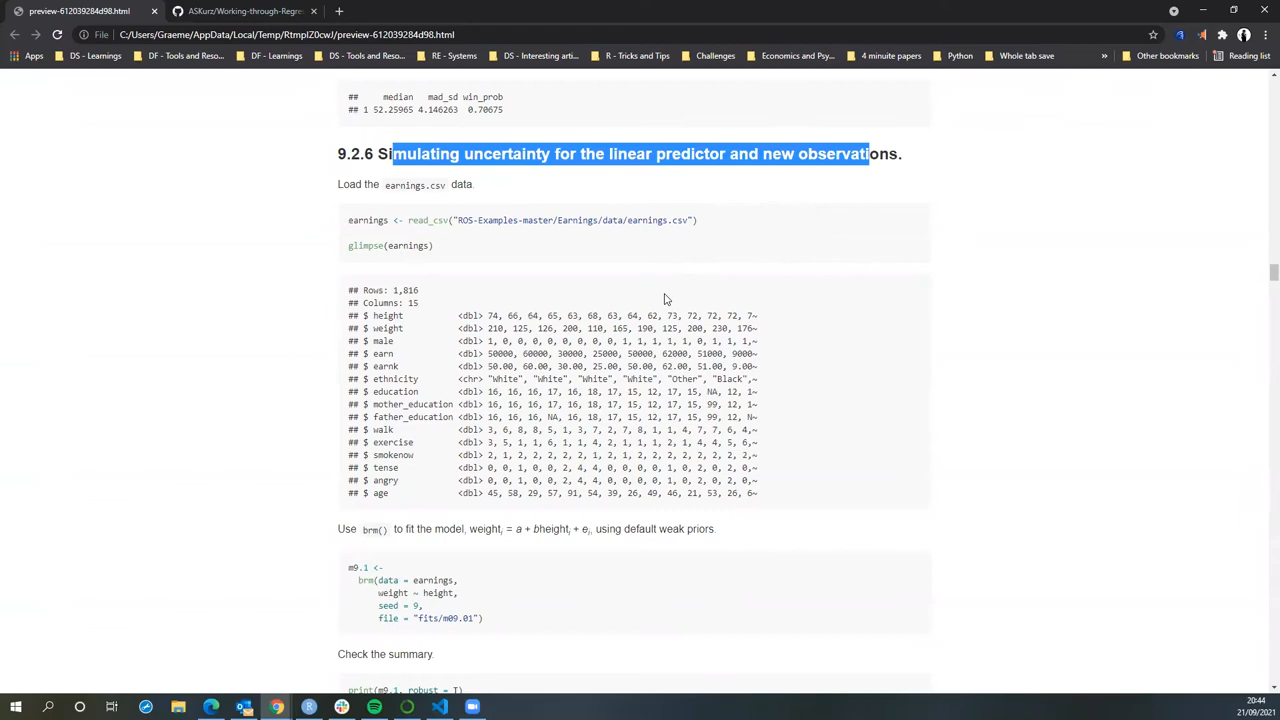 preview-612039284d98.html
ASKurz/Working-through-Regre
C:/Users/Graeme/AppData/Local/Temp/RtmpIZ0cwJ/preview-612039284d98.html
Apps
DS - Learnings
DF - Tools and Reso...
DF - Learnings
DS - Tools and Reso...
RE - Systems
DS - Interesting arti...
R - Tricks and Tips
Challenges
Economics and Psy...
4 minuite papers
Python
Whole tab save
»
Other bookmarks
Reading list
## median mad_sd win_prob
## 1 52.25965 4.146263 0.70675
9.2.6 Simulating uncertainty for the linear predictor and new observations.
Load the earnings.csv data.
earnings <- read_csv("ROS-Examples-master/Earnings/data/earnings.csv")
glimpse(earnings)
## Rows: 1,816
## Columns: 15
## $ height <dbl> 74, 66, 64, 65, 63, 68, 63, 64, 62, 73, 72, 72, 72, 7~
## $ weight <dbl> 210, 125, 126, 200, 110, 165, 190, 125, 200, 230, 176~
## $ male <dbl> 1, 0, 0, 0, 0, 0, 0, 1, 1, 1, 1, 1, 0, 1, 1, 1,~
## $ earn <dbl> 50000, 60000, 30000, 25000, 50000, 62000, 51000, 9000~
## $ earnk <dbl> 50.00, 60.00, 30.00, 25.00, 50.00, 62.00, 51.00, 9.00~
## $ ethnicity <chr> "White", "White", "White", "White", "Other", "Black",~
## $ education <dbl> 16, 16, 16, 17, 16, 18, 17, 15, 12, 17, 15, NA, 12, 1~
## $ mother_education <dbl> 16, 16, 16, 17, 16, 18, 17, 15, 12, 17, 15, 99, 12, 1~
## $ father_education <dbl> 16, 16, 16, NA, 16, 18, 17, 15, 12, 17, 15, 99, 12, N~
## $ walk <dbl> 3, 6, 8, 8, 5, 1, 3, 7, 2, 7, 8, 1, 1, 4, 7, 7, 6, 4,~
## $ exercise <dbl> 3, 5, 1, 1, 6, 1, 1, 4, 2, 1, 1, 1, 2, 1, 4, 4, 5, 6,~
## $ smokenow <dbl> 2, 1, 2, 2, 2, 2, 2, 1, 2, 1, 2, 2, 2, 2, 2, 2, 2, 2,~
## $ tense <dbl> 0, 0, 1, 0, 0, 2, 4, 4, 0, 0, 0, 0, 1, 0, 2, 0, 2, 0,~
## $ angry <dbl> 0, 0, 1, 0, 0, 2, 4, 4, 0, 0, 0, 0, 1, 0, 2, 0, 2, 0,~
## $ age <dbl> 45, 58, 29, 57, 91, 54, 39, 26, 49, 46, 21, 53, 26, 6~
Use brm() to fit the model, weighti = a + bheighti + ei, using default weak priors.
m9.1 <-
brm(data = earnings,
weight ~ height,
seed = 9,
file = "fits/m09.01")
Check the summary.
print(m9.1, robust = T)
20:44
21/09/2021